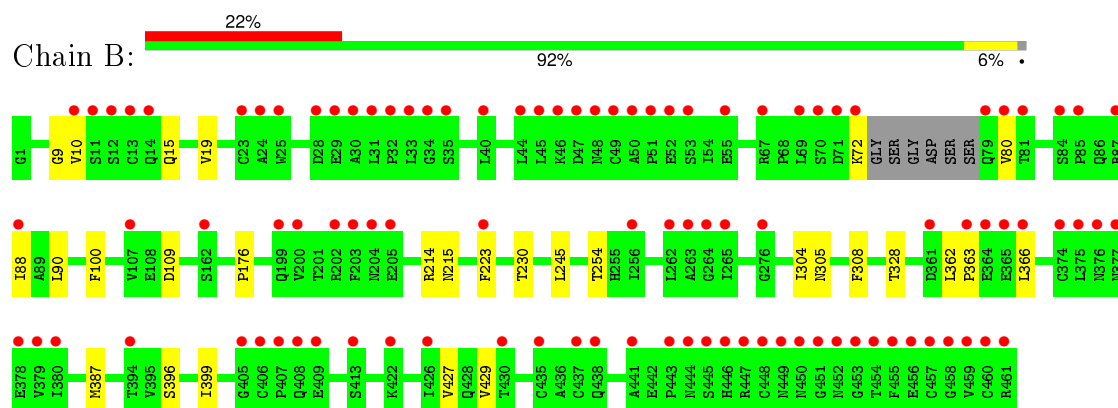 22%
Chain B:
92% 6% •
G1 G9 V10 S11 S12 C13 Q14 Q15 V19 C23 A24 W25 D28 E29 A30 L31 P32 L33 G34 S35 L40 L44 L45 K46 D47 N48 C49 A50 P51 E52 S53 I54 E55 R67 P68 L69 S70 D71 K72 GLY SER GLY ASP SER SER Q79 V80 T81 S84 P85 Q86 R87
I88 A89 L90 F100 V107 E108 D109 S162 P176 Q199 V200 T201 R202 F203 N204 E205 R214 N215 F223 T230 L245 T254 H255 I256 L262 A263 G264 I265 G276 I304 N305 F308 T328 D361 L362 P363 E364 E365 L366 C374 L375 N376 N377
E378 V379 I380 M387 T394 V395 S396 I399 G405 C406 P407 Q408 E409 S413 K422 I426 V427 Q428 V429 T430 C435 A436 C437 Q438 A441 E442 P443 N444 S445 H446 R447 C448 N449 N450 G451 N452 G453 T454 F455 E456 C457 G458 V459 C460 R461